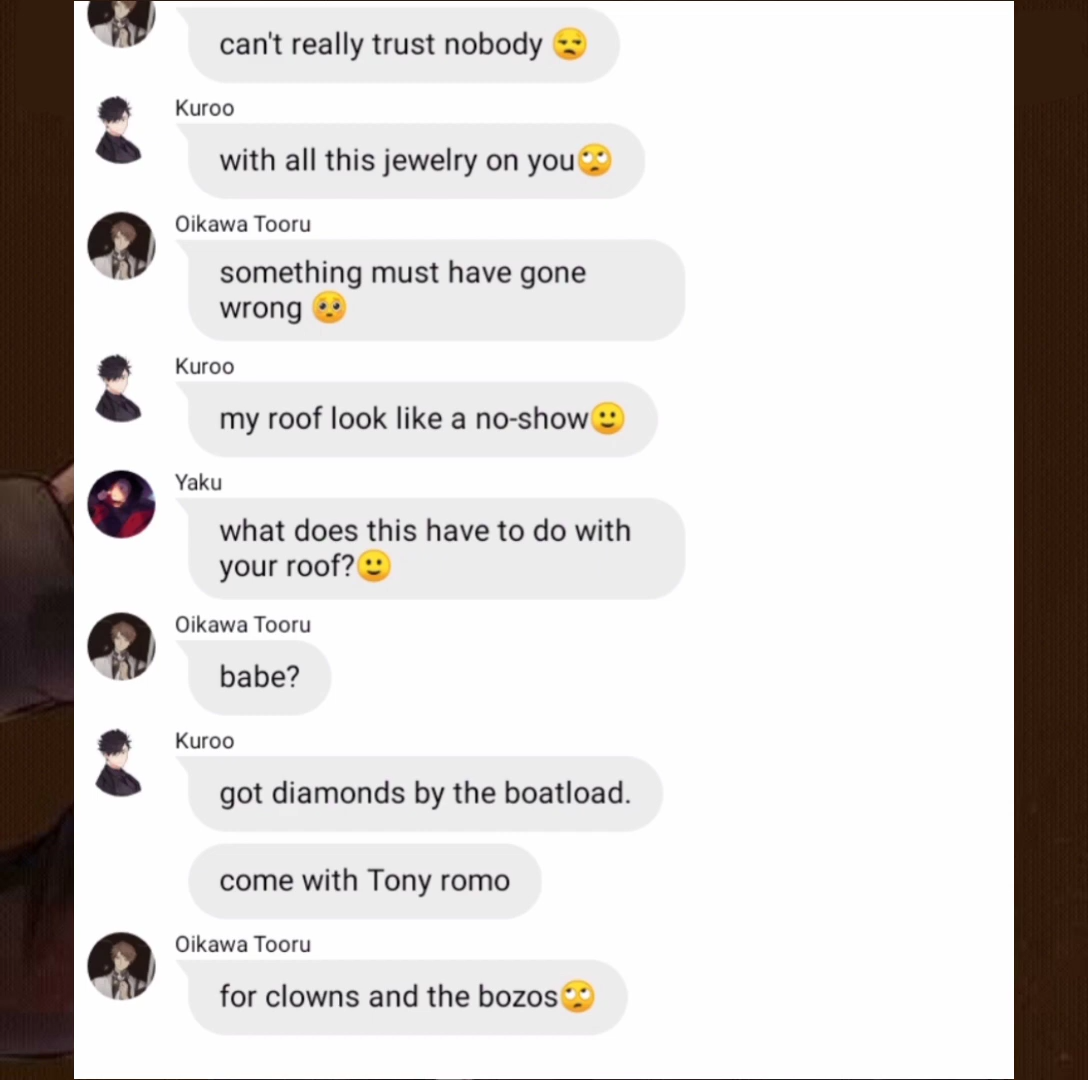 can't really trust nobody 😒
Kuroo
with all this jewelry on you🙄
Oikawa Tooru
something must have gone
wrong 🥺
Kuroo
my roof look like a no-show🙂
Yaku
what does this have to do with
your roof?🙂
Oikawa Tooru
babe?
Kuroo
got diamonds by the boatload.
come with Tony romo
Oikawa Tooru
for clowns and the bozos🙄